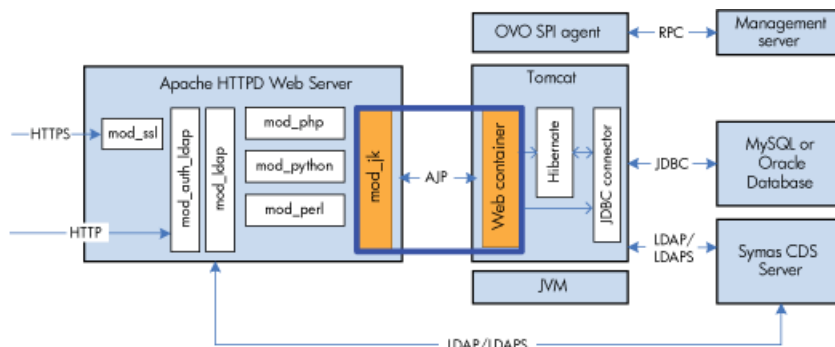 OVO SPI agent
RPC
Management
server
Apache HTTPD Web Server
Tomcat
HTTPS
mod_ssl
mod_auth_ldap
mod_ldap
mod_php
mod_python
mod_perl
mod_jk
AJP
Web container
Hibernate
JDBC connector
JDBC
MySQL or
Oracle
Database
HTTP
LDAP/
LDAPS
Symas CDS
Server
JVM
LDAP/LDAPS